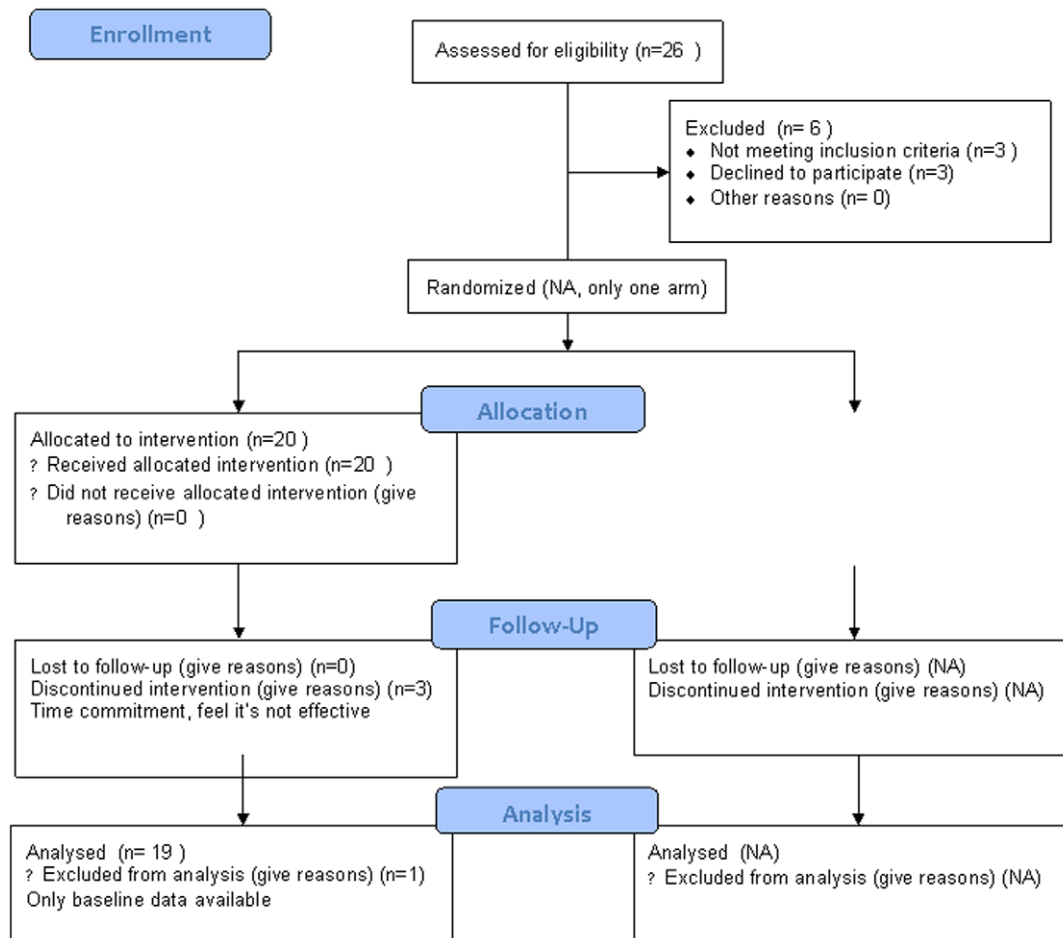 Enrollment
Assessed for eligibility (n=26 )
Excluded (n= 6 )
◆ Not meeting inclusion criteria (n=3 )
◆ Declined to participate (n=3)
◆ Other reasons (n= 0)
Randomized (NA, only one arm)
Allocation
Allocated to intervention (n=20 )
? Received allocated intervention (n=20 )
? Did not receive allocated intervention (give
reasons) (n=0 )
Follow-Up
Lost to follow-up (give reasons) (n=0)
Discontinued intervention (give reasons) (n=3)
Time commitment, feel it's not effective
Lost to follow-up (give reasons) (NA)
Discontinued intervention (give reasons) (NA)
Analysis
Analysed (n= 19 )
? Excluded from analysis (give reasons) (n=1)
Only baseline data available
Analysed (NA)
? Excluded from analysis (give reasons) (NA)